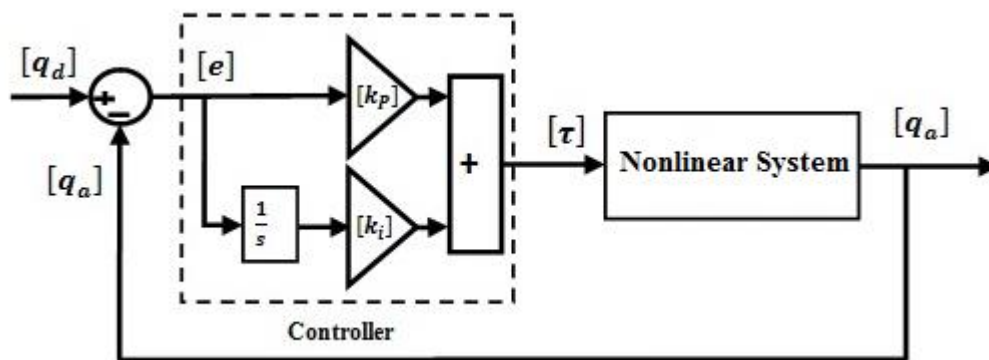 [q_d]
[e]
[k_P]
+
−
[q_a]
[τ]
Nonlinear System
[q_a]
+
1/s
[k_i]
Controller